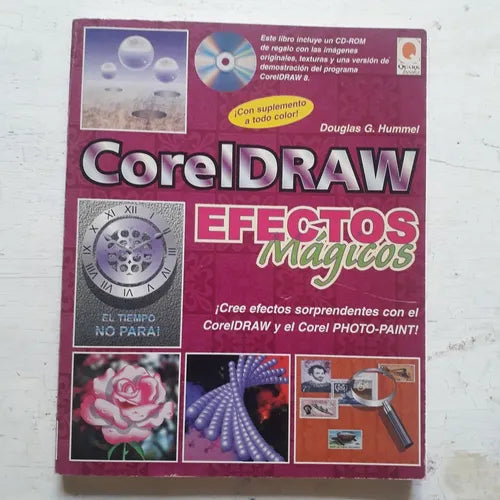 Este libro incluye un CD-ROM
de regalo con las imágenes
originales, texturas y una versión de
demostración del programa
CorelDRAW 8.
¡Con suplemento
a todo color!
Douglas G. Hummel
CorelDRAW
EFECTOS
Mágicos
XII
EL TIEMPO
NO PARA!
¡Cree efectos sorprendentes con el
CorelDRAW y el Corel PHOTO-PAINT!